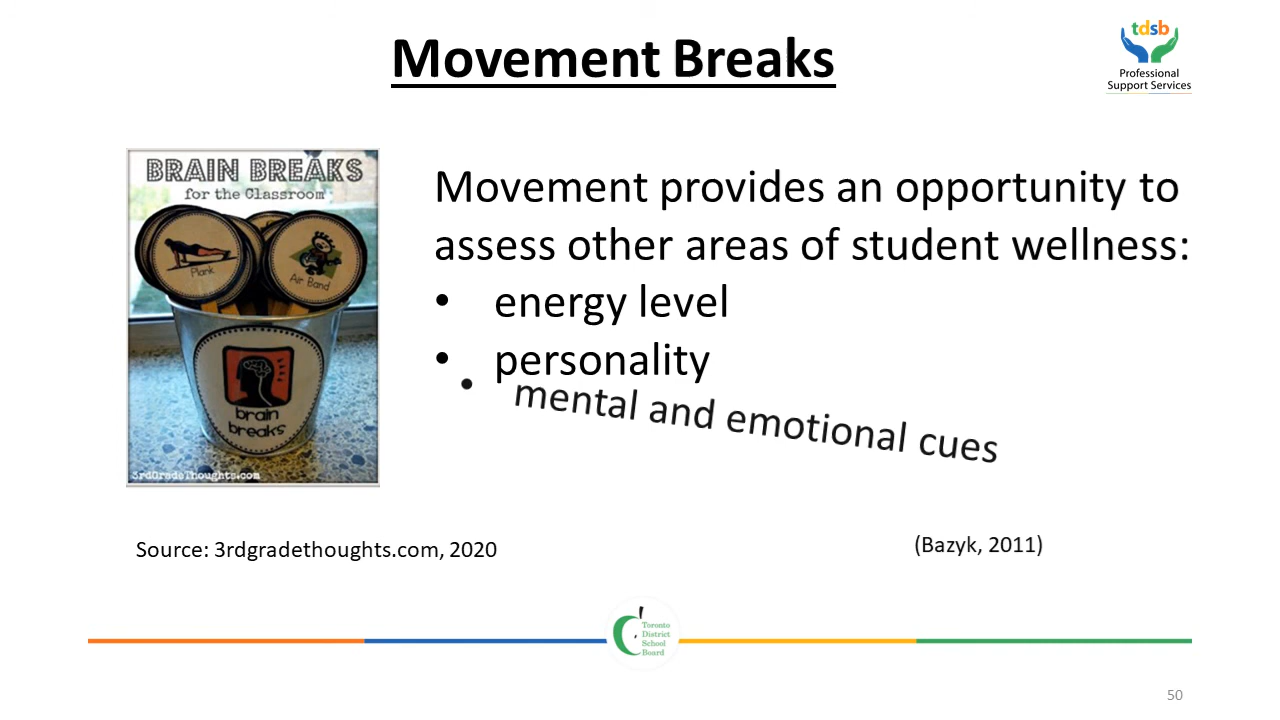 Movement Breaks
tdsb
Professional
Support Services
BRAIN BREAKS
for the Classroom
Plank
Air Band
brain
breaks
3rdGradeThoughts.com
Movement provides an opportunity to
assess other areas of student wellness:
• energy level
• personality
• mental and emotional cues
Source: 3rdgradethoughts.com, 2020
(Bazyk, 2011)
Toronto
District
School
Board
50